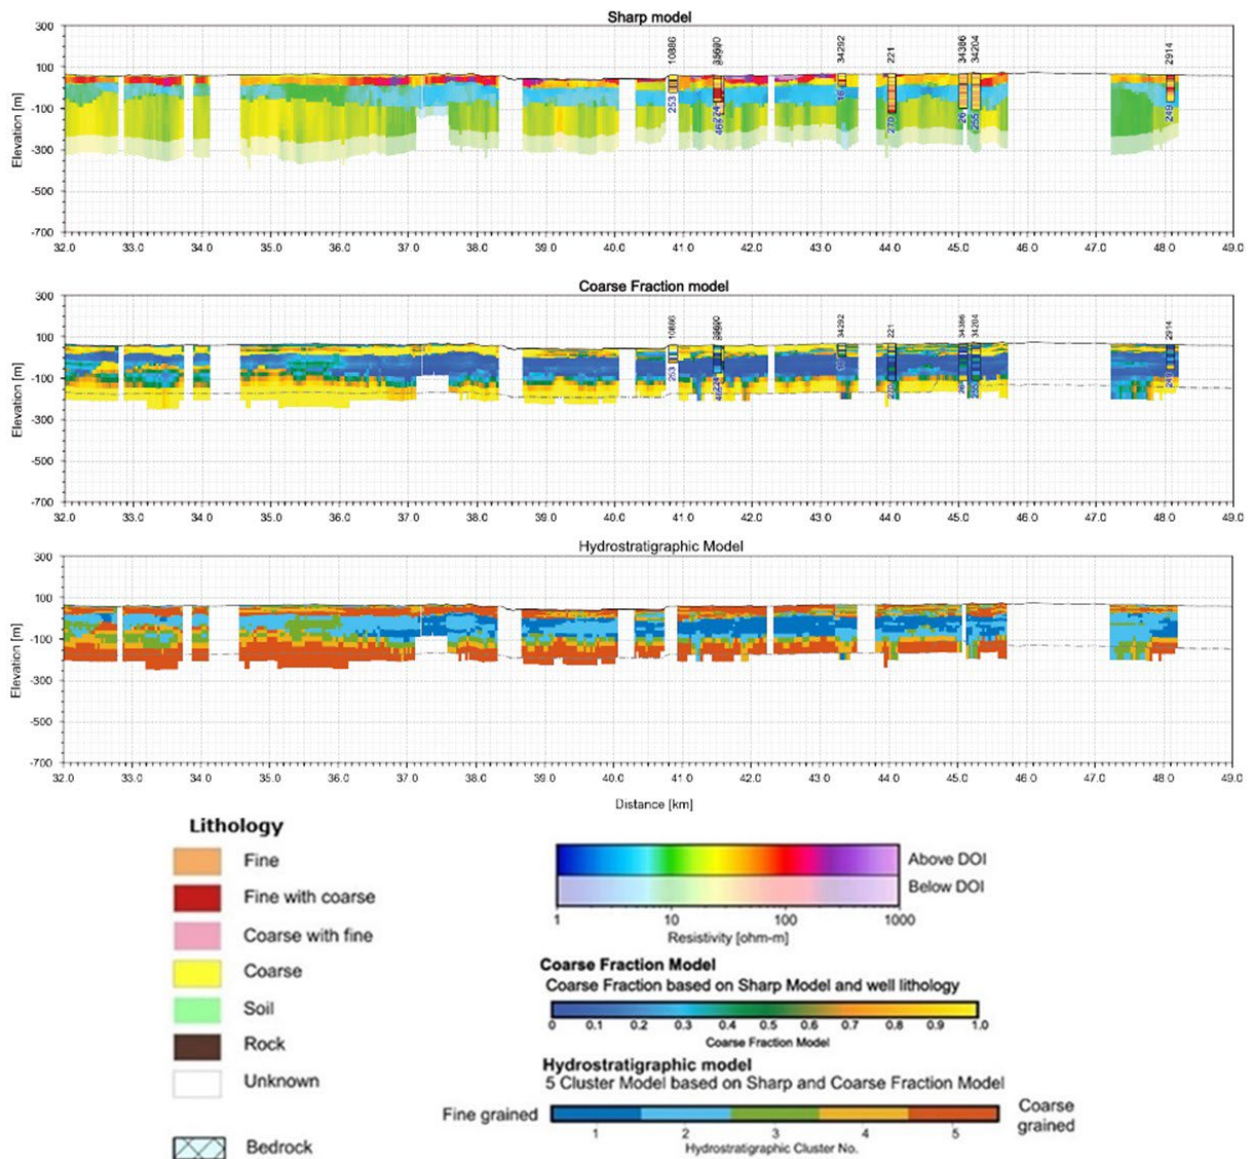 Sharp model
300
100
-100
-300
-500
-700
Elevation [m]
10886
34292
221
34386
34204
2914
253
270
26
255
249
32.0 33.0 34.0 35.0 36.0 37.0 38.0 39.0 40.0 41.0 42.0 43.0 44.0 45.0 46.0 47.0 48.0 49.0
Coarse Fraction model
300
100
-100
-300
-500
-700
Elevation [m]
10886
34292
221
34386
34204
2914
253
255
32.0 33.0 34.0 35.0 36.0 37.0 38.0 39.0 40.0 41.0 42.0 43.0 44.0 45.0 46.0 47.0 48.0 49.0
Hydrostratigraphic Model
300
100
-100
-300
-500
-700
Elevation [m]
32.0 33.0 34.0 35.0 36.0 37.0 38.0 39.0 40.0 41.0 42.0 43.0 44.0 45.0 46.0 47.0 48.0 49.0
Distance [km]
Lithology
Fine
Fine with coarse
Coarse with fine
Coarse
Soil
Rock
Unknown
Bedrock
Above DOI
Below DOI
1 10 100 1000
Resistivity [ohm-m]
Coarse Fraction Model
Coarse Fraction based on Sharp Model and well lithology
0 0.1 0.2 0.3 0.4 0.5 0.6 0.7 0.8 0.9 1.0
Coarse Fraction Model
Hydrostratigraphic model
5 Cluster Model based on Sharp and Coarse Fraction Model
Fine grained
Coarse grained
1 2 3 4 5
Hydrostratigraphic Cluster No.